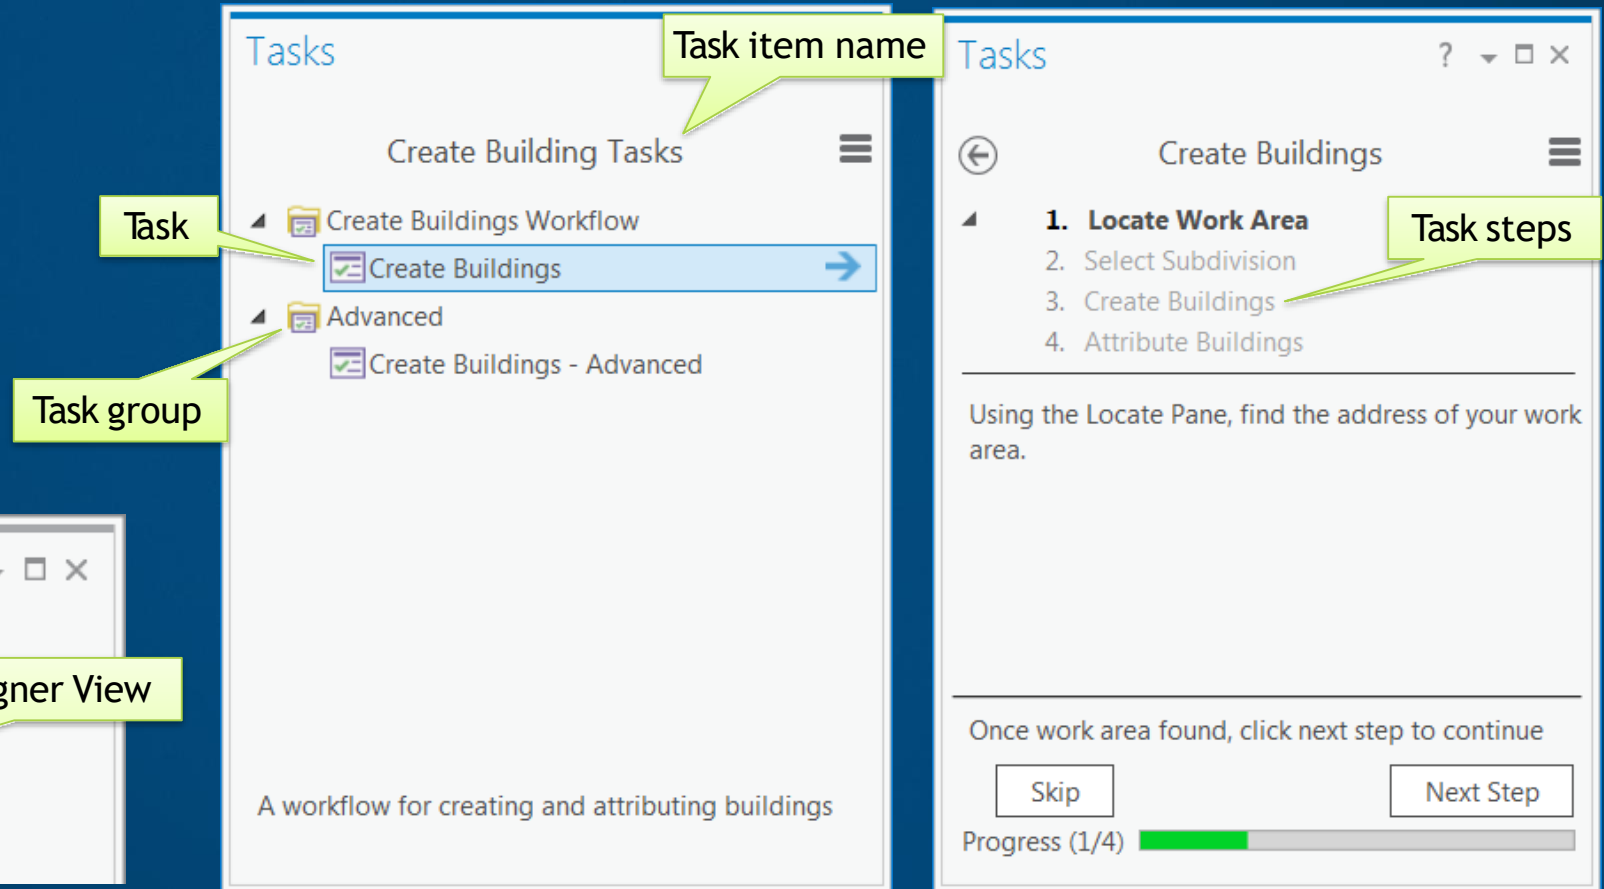 Tasks
Task item name
Create Building Tasks
Task
Create Buildings Workflow
Create Buildings
Advanced
Create Buildings - Advanced
Task group
A workflow for creating and attributing buildings
gner View
Tasks
?
Create Buildings
1. Locate Work Area
2. Select Subdivision
3. Create Buildings
4. Attribute Buildings
Task steps
Using the Locate Pane, find the address of your work
area.
Once work area found, click next step to continue
Skip
Next Step
Progress (1/4)